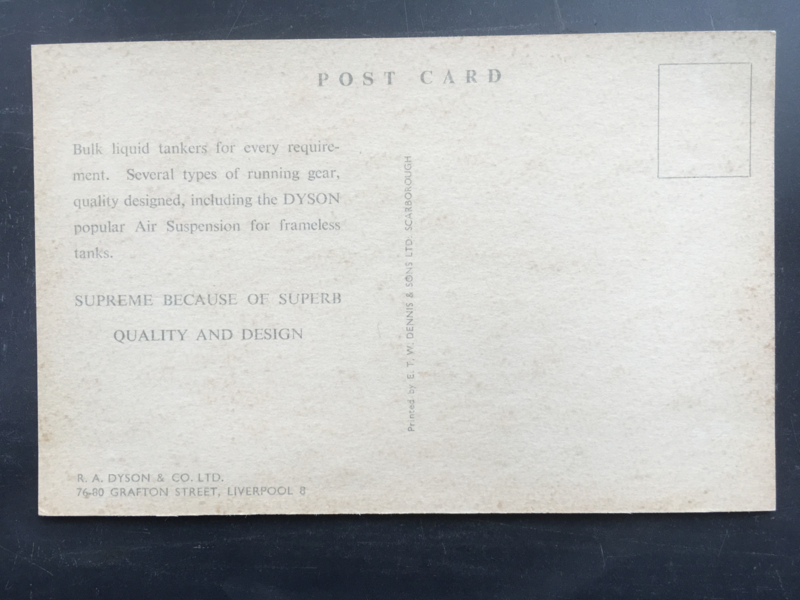 POST CARD
Bulk liquid tankers for every require-
ment. Several types of running gear,
quality designed, including the DYSON
popular Air Suspension for frameless
tanks.
SUPREME BECAUSE OF SUPERB
QUALITY AND DESIGN
R. A. DYSON & CO. LTD.
76-80 GRAFTON STREET, LIVERPOOL 8
Printed by E. T. W. DENNIS & SONS LTD. SCARBOROUGH